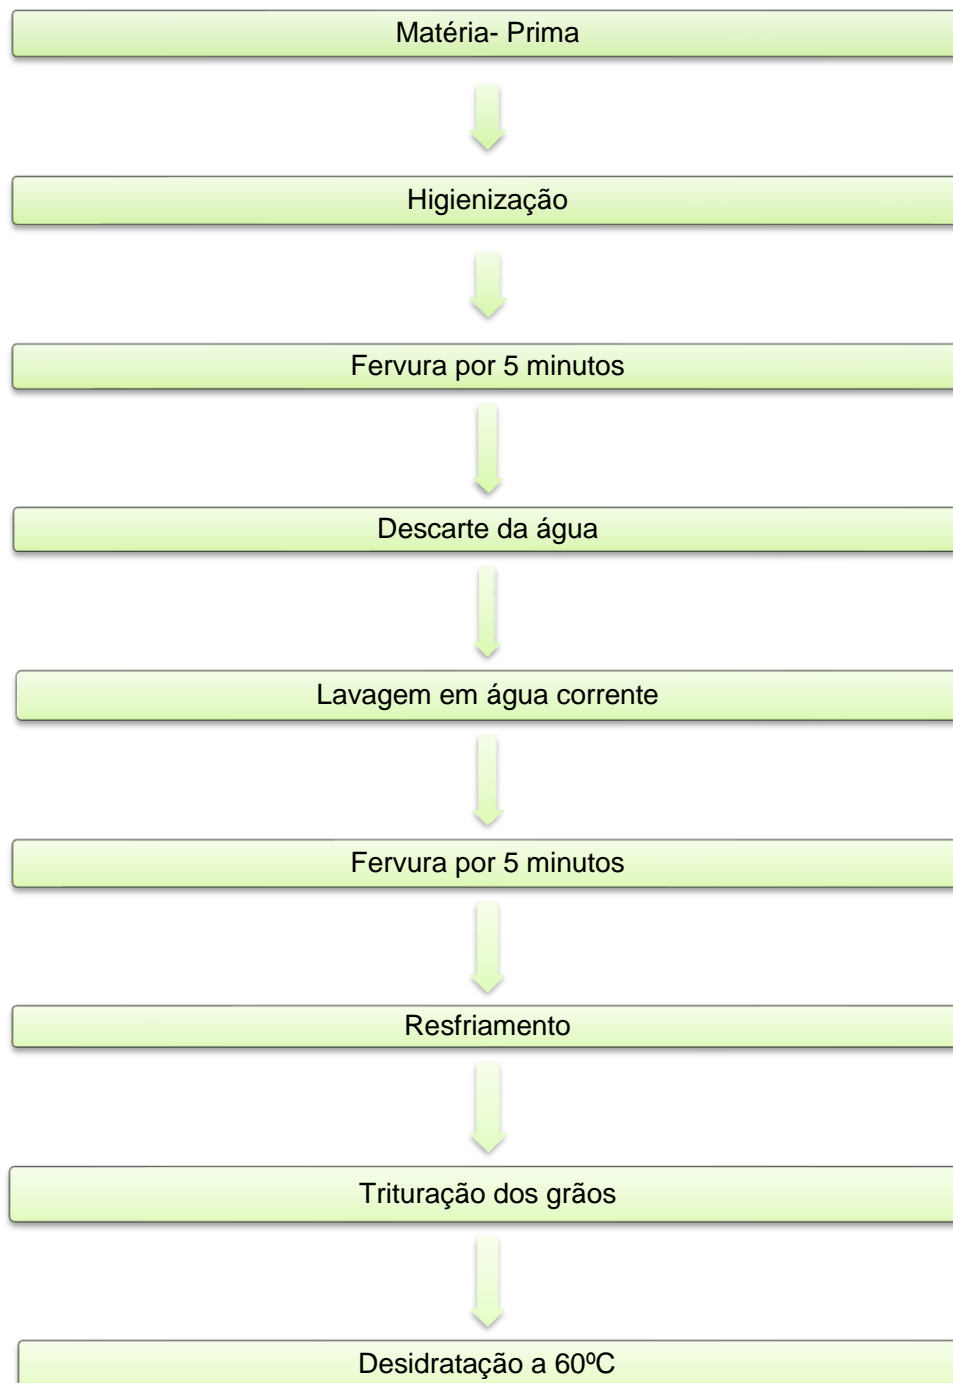 Matéria- Prima
Higienização
Fervura por 5 minutos
Descarte da água
Lavagem em água corrente
Fervura por 5 minutos
Resfriamento
Trituração dos grãos
Desidratação a 60ºC